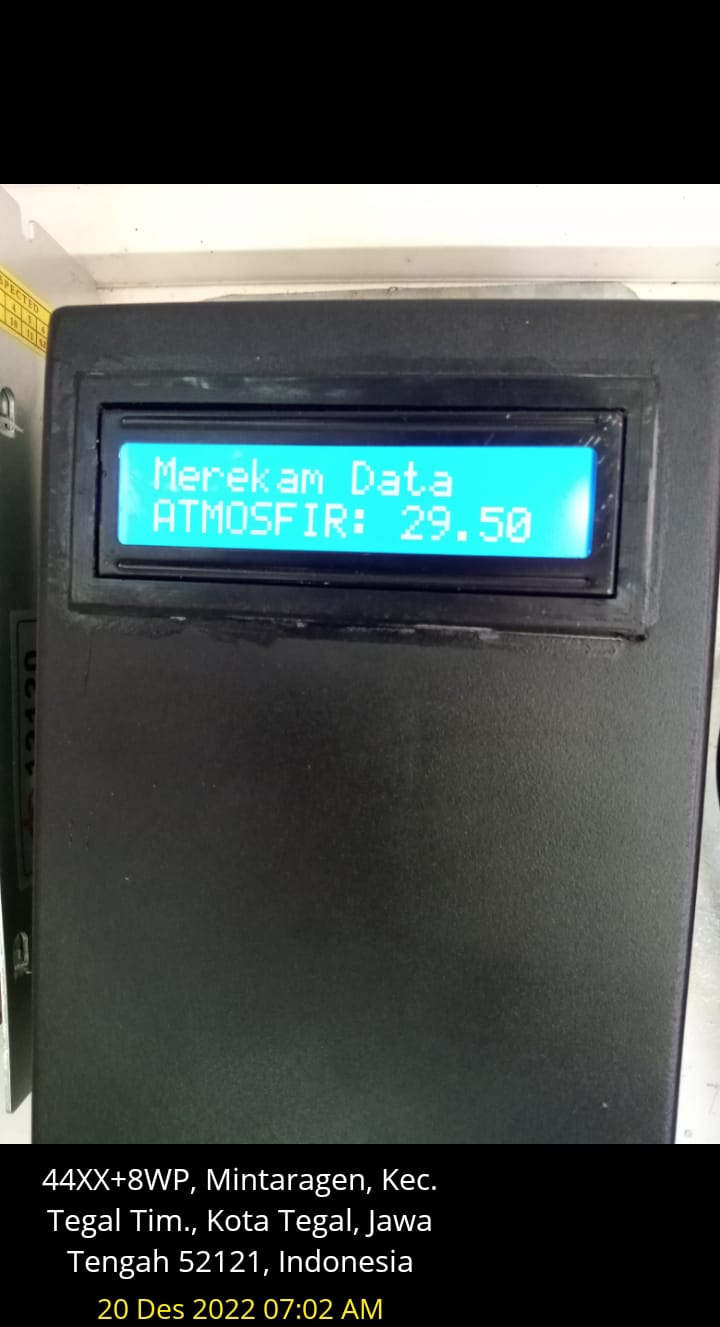 SPECTED
Merekam Data
ATMOSFIR: 29.50
44XX+8WP, Mintaragen, Kec.
Tegal Tim., Kota Tegal, Jawa
Tengah 52121, Indonesia
20 Des 2022 07:02 AM